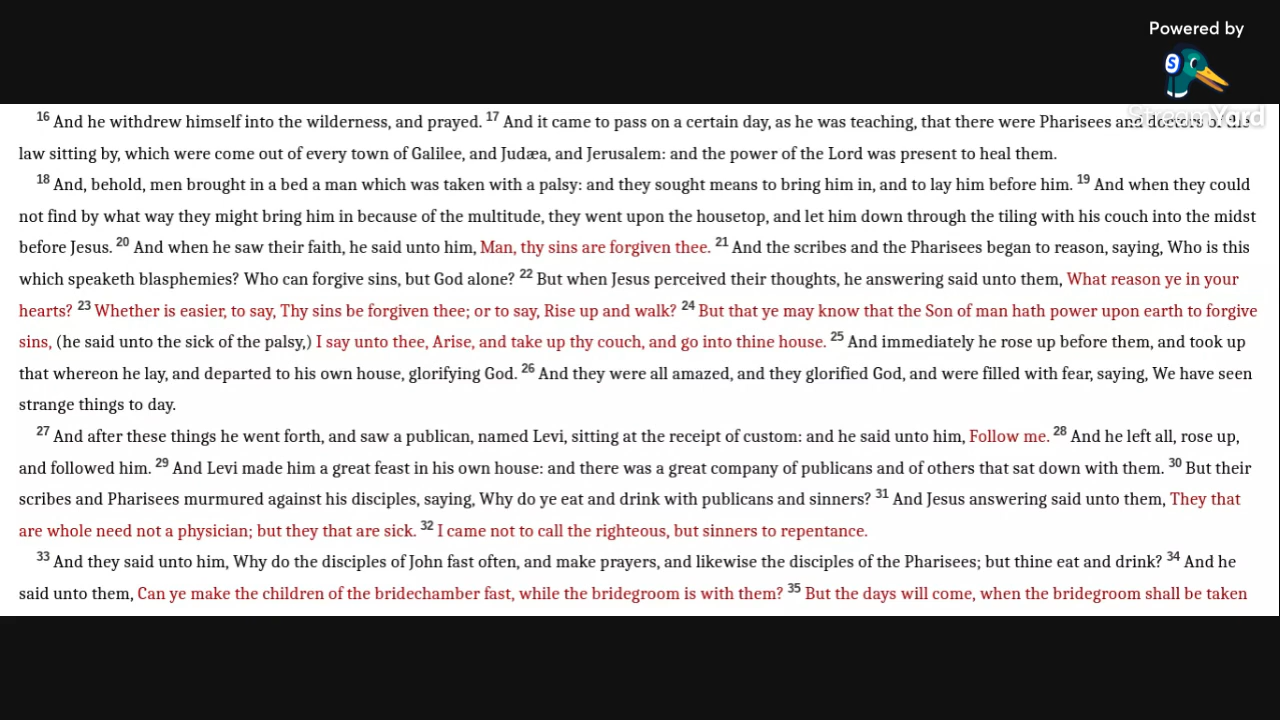 Powered by
S
StreamYard
16 And he withdrew himself into the wilderness, and prayed. 17 And it came to pass on a certain day, as he was teaching, that there were Pharisees and doctors of the
law sitting by, which were come out of every town of Galilee, and Judæa, and Jerusalem: and the power of the Lord was present to heal them.
18 And, behold, men brought in a bed a man which was taken with a palsy: and they sought means to bring him in, and to lay him before him. 19 And when they could
not find by what way they might bring him in because of the multitude, they went upon the housetop, and let him down through the tiling with his couch into the midst
before Jesus. 20 And when he saw their faith, he said unto him, Man, thy sins are forgiven thee. 21 And the scribes and the Pharisees began to reason, saying, Who is this
which speaketh blasphemies? Who can forgive sins, but God alone? 22 But when Jesus perceived their thoughts, he answering said unto them, What reason ye in your
hearts? 23 Whether is easier, to say, Thy sins be forgiven thee; or to say, Rise up and walk? 24 But that ye may know that the Son of man hath power upon earth to forgive
sins, (he said unto the sick of the palsy,) I say unto thee, Arise, and take up thy couch, and go into thine house. 25 And immediately he rose up before them, and took up
that whereon he lay, and departed to his own house, glorifying God. 26 And they were all amazed, and they glorified God, and were filled with fear, saying, We have seen
strange things to day.
27 And after these things he went forth, and saw a publican, named Levi, sitting at the receipt of custom: and he said unto him, Follow me. 28 And he left all, rose up,
and followed him. 29 And Levi made him a great feast in his own house: and there was a great company of publicans and of others that sat down with them. 30 But their
scribes and Pharisees murmured against his disciples, saying, Why do ye eat and drink with publicans and sinners? 31 And Jesus answering said unto them, They that
are whole need not a physician; but they that are sick. 32 I came not to call the righteous, but sinners to repentance.
33 And they said unto him, Why do the disciples of John fast often, and make prayers, and likewise the disciples of the Pharisees; but thine eat and drink? 34 And he
said unto them, Can ye make the children of the bridechamber fast, while the bridegroom is with them? 35 But the days will come, when the bridegroom shall be taken